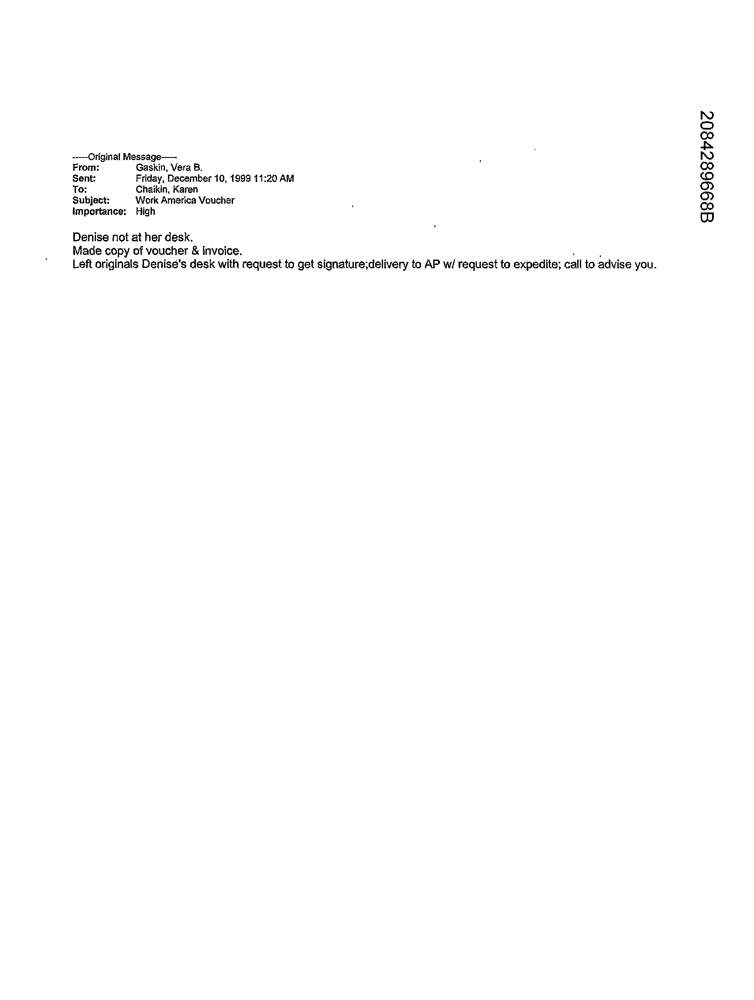 -----Original Message-----
From: Gaskin, Vera B.
Sent: Friday, December 10, 1999 11:20 AM
To: Chaikin, Karen
Subject: Work America Voucher
Importance: High
Denise not at her desk.
Made copy of voucher & invoice.
Left originals Denise's desk with request to get signature;delivery to AP w/ request to expedite; call to advise you.
2084289668B